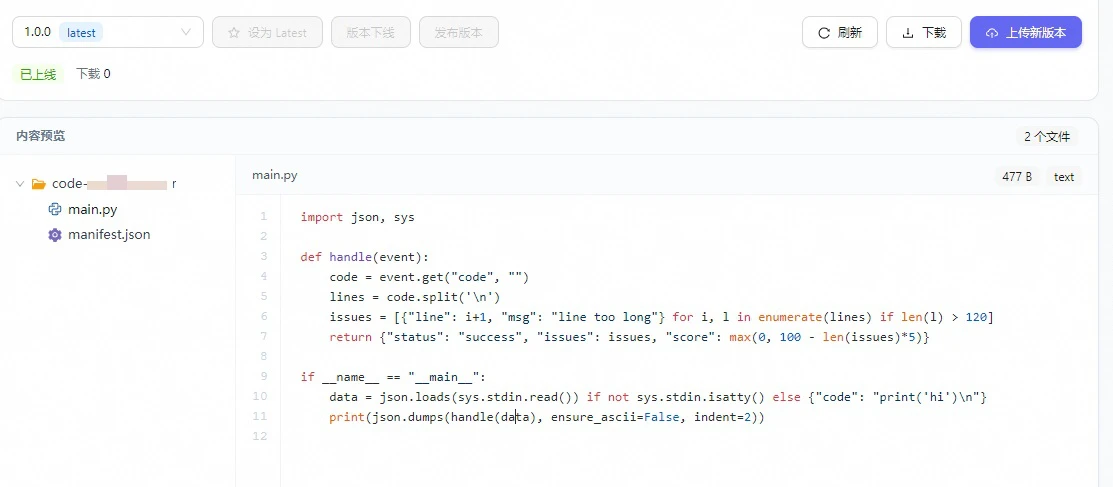 1.0.0 latest 设为 Latest 版本下线 发布版本 刷新 下载 上传新版本
已上线 下载 0
内容预览 2 个文件
code- r
main.py
manifest.json
main.py 477 B text
1 import json, sys
2
3 def handle(event):
4     code = event.get("code", "")
5     lines = code.split('\n')
6     issues = [{"line": i+1, "msg": "line too long"} for i, l in enumerate(lines) if len(l) > 120]
7     return {"status": "success", "issues": issues, "score": max(0, 100 - len(issues)*5)}
8
9 if __name__ == "__main__":
10     data = json.loads(sys.stdin.read()) if not sys.stdin.isatty() else {"code": "print('hi')\n"}
11     print(json.dumps(handle(data), ensure_ascii=False, indent=2))
12